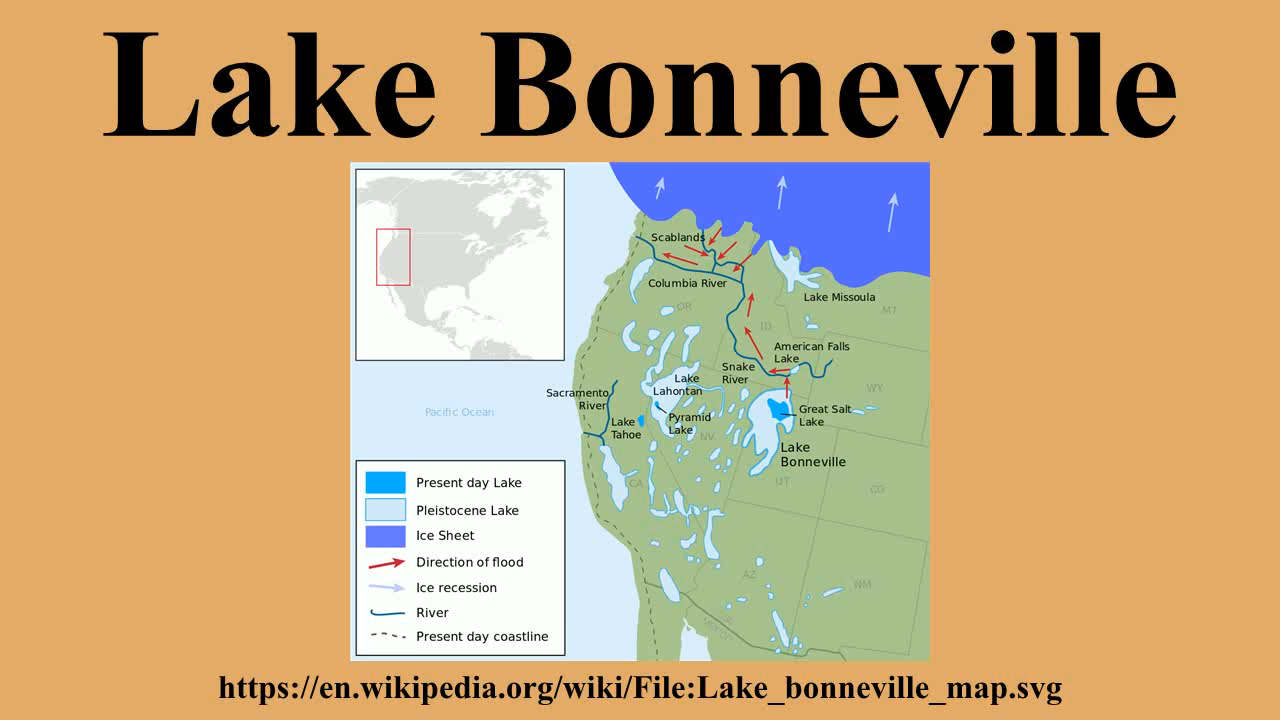 Lake Bonneville
Scablands
Columbia River
Lake Missoula
OR
MT
ID
American Falls
Lake
Snake
River
Lake
Lahontan
WY
Sacramento
River
Great Salt
Lake
Pacific Ocean
Lake
Tahoe
Pyramid
Lake
NV
Lake
Bonneville
CA
UT
CO
Present day Lake
Pleistocene Lake
Ice Sheet
Direction of flood
Ice recession
River
Present day coastline
AZ
NM
MEXICO
https://en.wikipedia.org/wiki/File:Lake_bonneville_map.svg